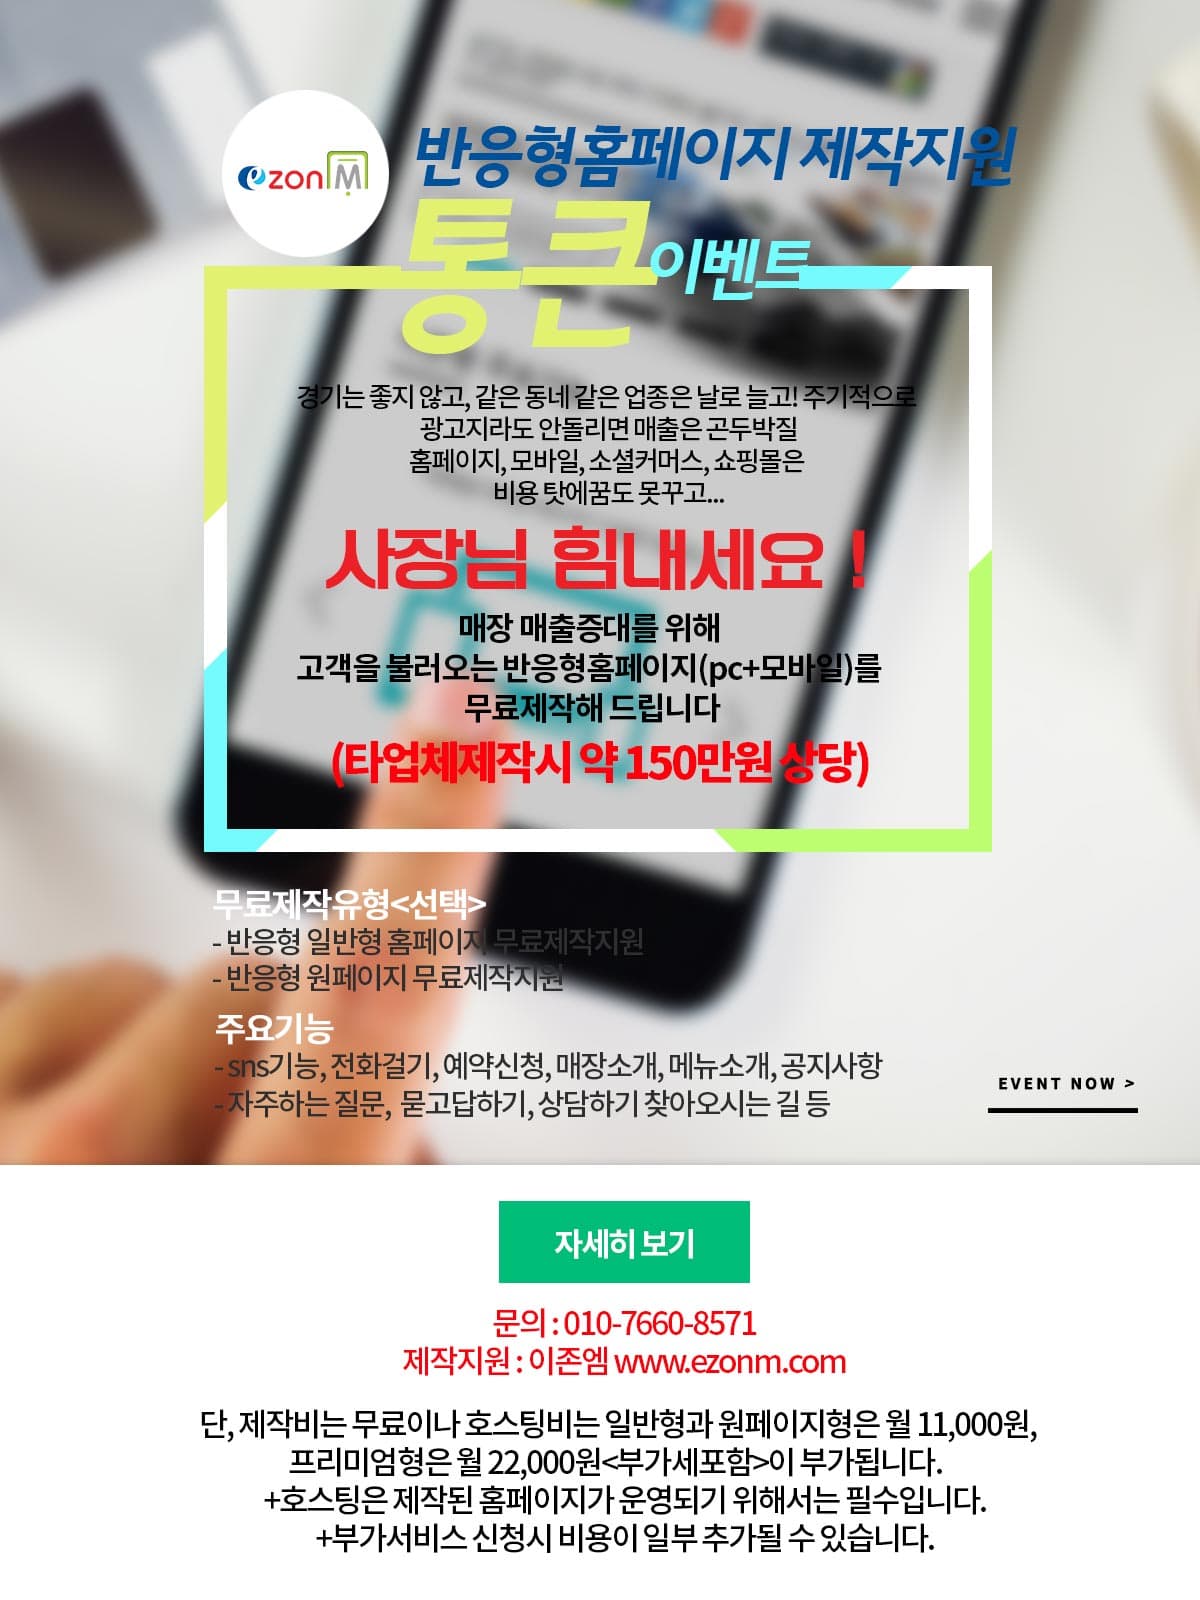 ezonM
반응형홈페이지 제작지원
통큰이벤트
경기는 좋지 않고, 같은 동네 같은 업종은 날로 늘고! 주기적으로
광고지라도 안돌리면 매출은 곤두박질
홈페이지, 모바일, 소셜커머스, 쇼핑몰은
비용 탓에꿈도 못꾸고...
사장님 힘내세요 !
매장 매출증대를 위해
고객을 불러오는 반응형홈페이지(pc+모바일)를
무료제작해 드립니다
(타업체제작시 약 150만원 상당)
무료제작유형<선택>
- 반응형 일반형 홈페이지 무료제작지원
- 반응형 원페이지 무료제작지원
주요기능
- sns기능, 전화걸기, 예약신청, 매장소개, 메뉴소개, 공지사항
- 자주하는 질문, 묻고답하기, 상담하기 찾아오시는 길 등
EVENT NOW >
자세히 보기
문의 : 010-7660-8571
제작지원 : 이존엠 www.ezonm.com
단, 제작비는 무료이나 호스팅비는 일반형과 원페이지형은 월 11,000원,
프리미엄형은 월 22,000원<부가세포함>이 부가됩니다.
+호스팅은 제작된 홈페이지가 운영되기 위해서는 필수입니다.
+부가서비스 신청시 비용이 일부 추가될 수 있습니다.